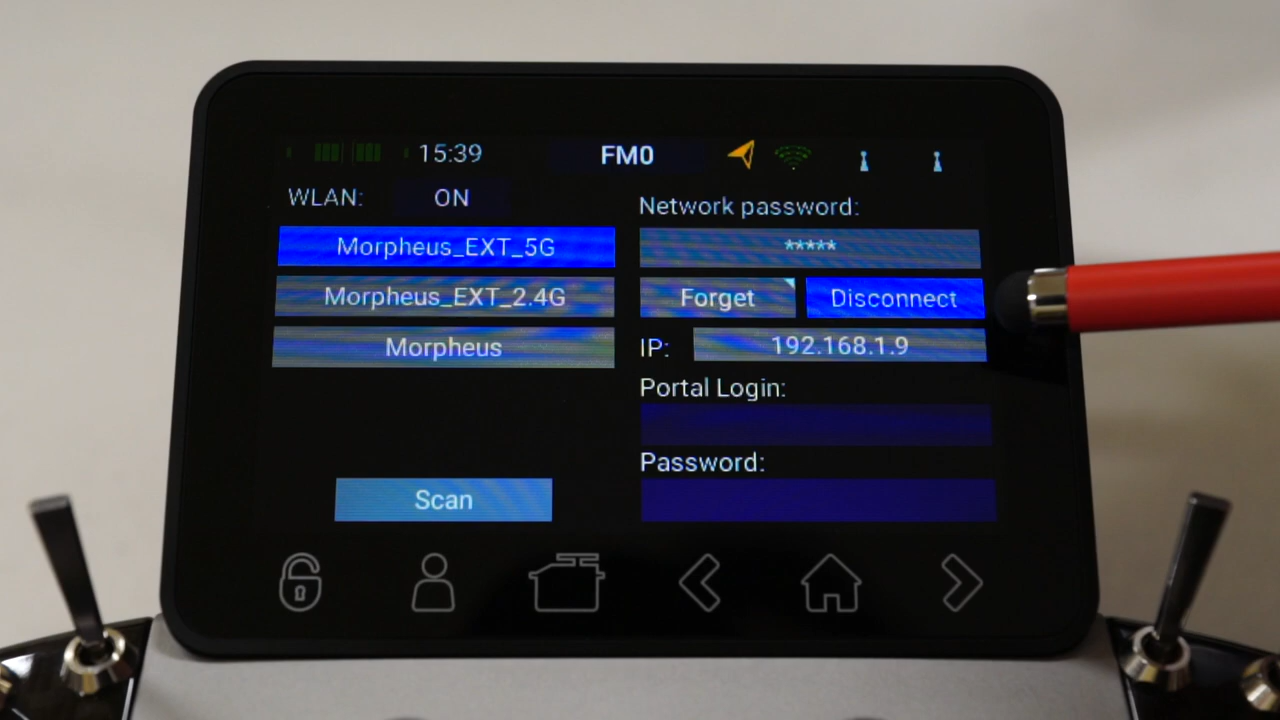 15:39 FM0
WLAN: ON
Morpheus_EXT_5G
Morpheus_EXT_2.4G
Morpheus
Scan
Network password:
*****
Forget Disconnect
IP: 192.168.1.9
Portal Login:
Password: